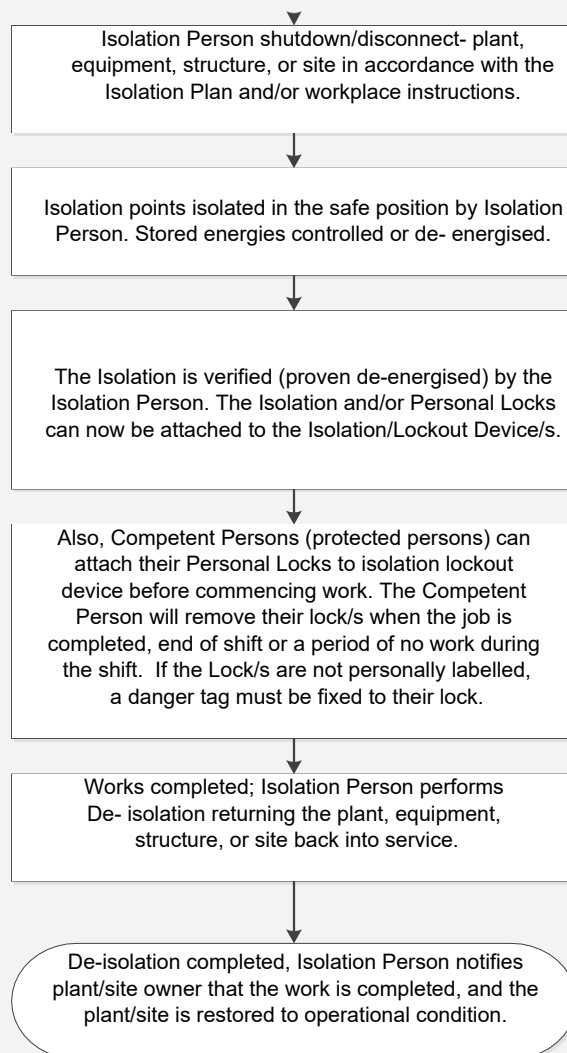 Isolation Person shutdown/disconnect- plant,
equipment, structure, or site in accordance with the
Isolation Plan and/or workplace instructions.
Isolation points isolated in the safe position by Isolation
Person. Stored energies controlled or de- energised.
The Isolation is verified (proven de-energised) by the
Isolation Person. The Isolation and/or Personal Locks
can now be attached to the Isolation/Lockout Device/s.
Also, Competent Persons (protected persons) can
attach their Personal Locks to isolation lockout
device before commencing work. The Competent
Person will remove their lock/s when the job is
completed, end of shift or a period of no work during
the shift.  If the Lock/s are not personally labelled,
a danger tag must be fixed to their lock.
Works completed; Isolation Person performs
De- isolation returning the plant, equipment,
structure, or site back into service.
De-isolation completed, Isolation Person notifies
plant/site owner that the work is completed, and the
plant/site is restored to operational condition.